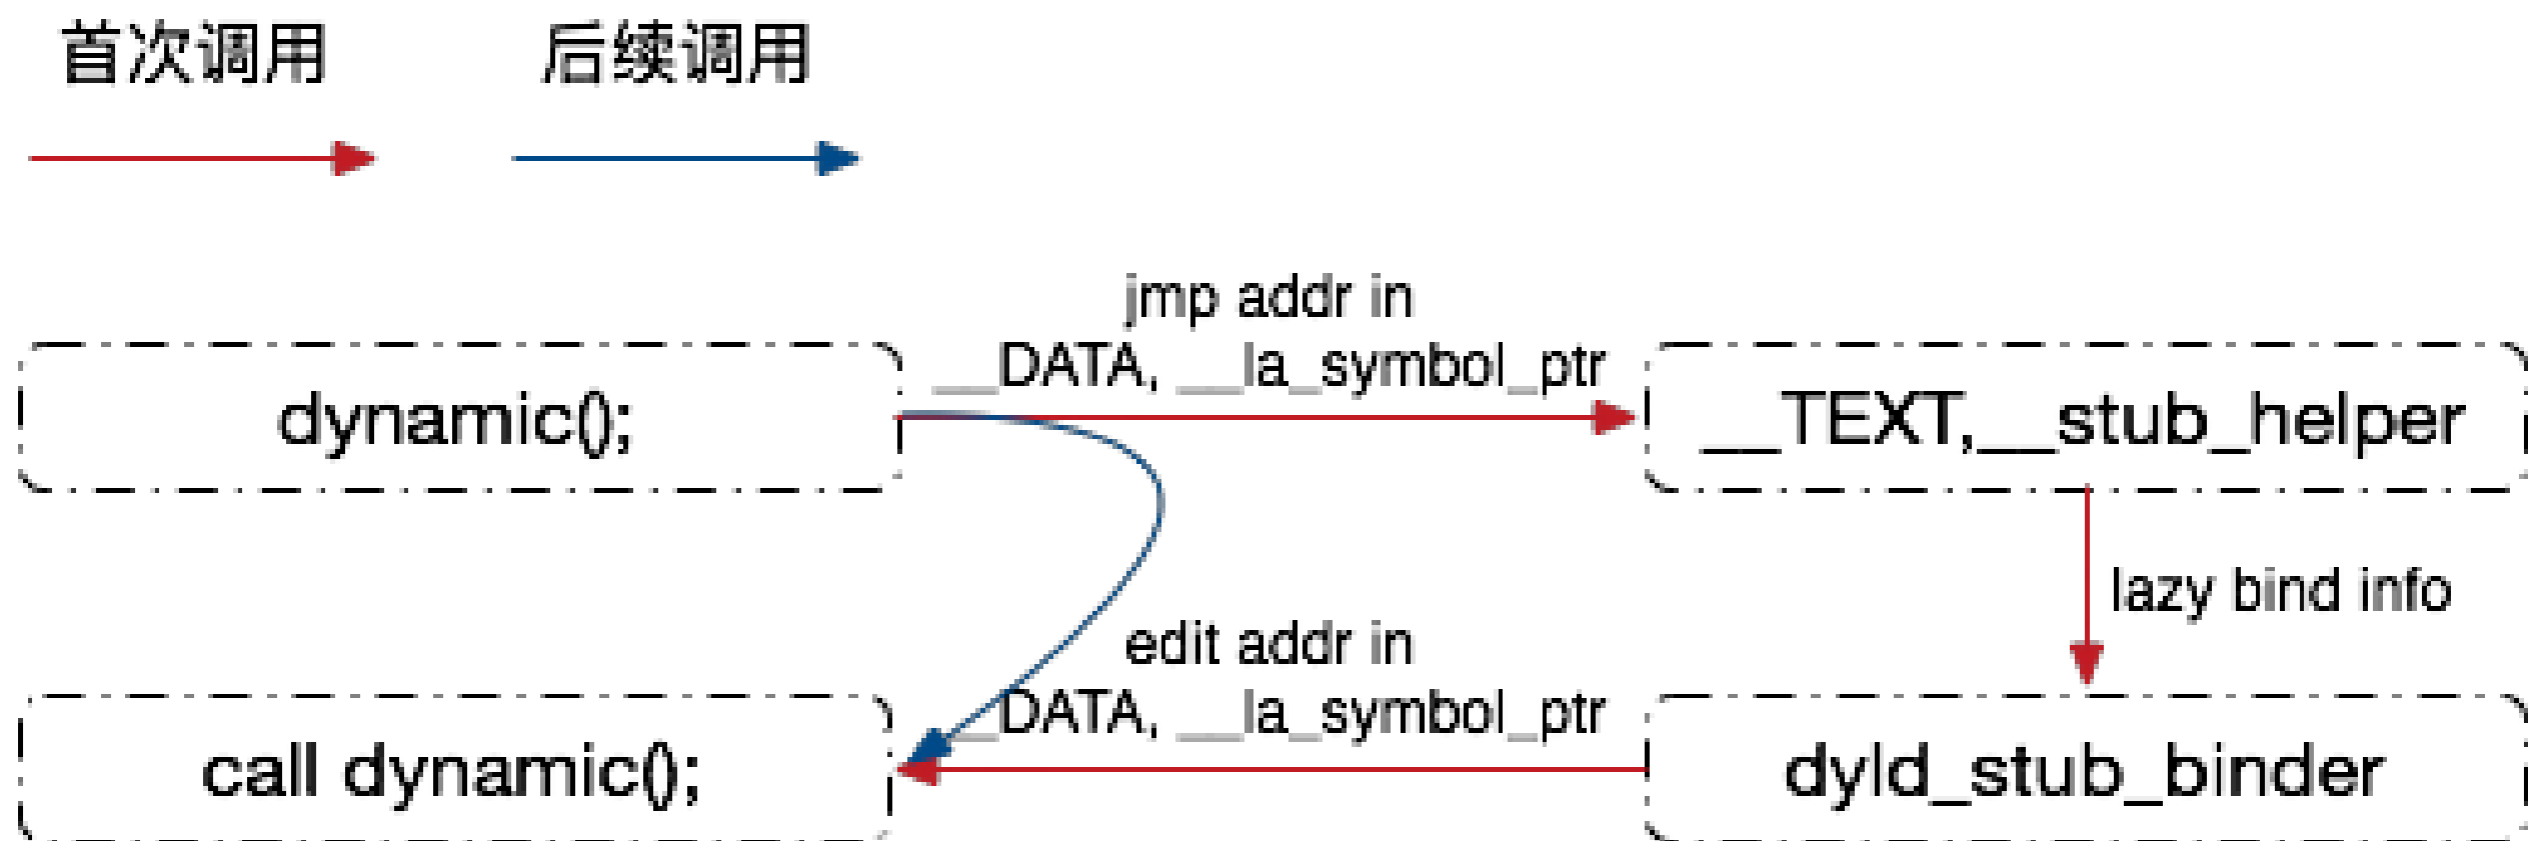 首次调用
后续调用
jmp addr in
__DATA, __la_symbol_ptr
dynamic();
__TEXT,__stub_helper
lazy bind info
edit addr in
__DATA, __la_symbol_ptr
call dynamic();
dyld_stub_binder